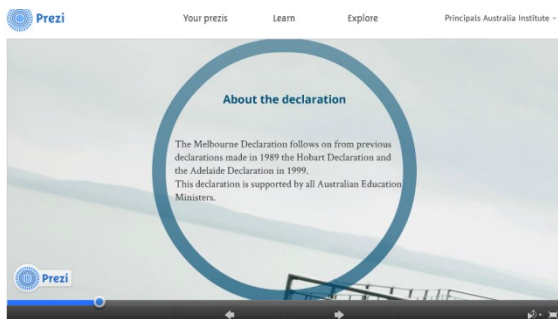 Prezi
Your prezis
Learn
Explore
Principals Australia Institute
About the declaration
The Melbourne Declaration follows on from previous
declarations made in 1989 the Hobart Declaration and
the Adelaide Declaration in 1999.
This declaration is supported by all Australian Education
Ministers.
Prezi